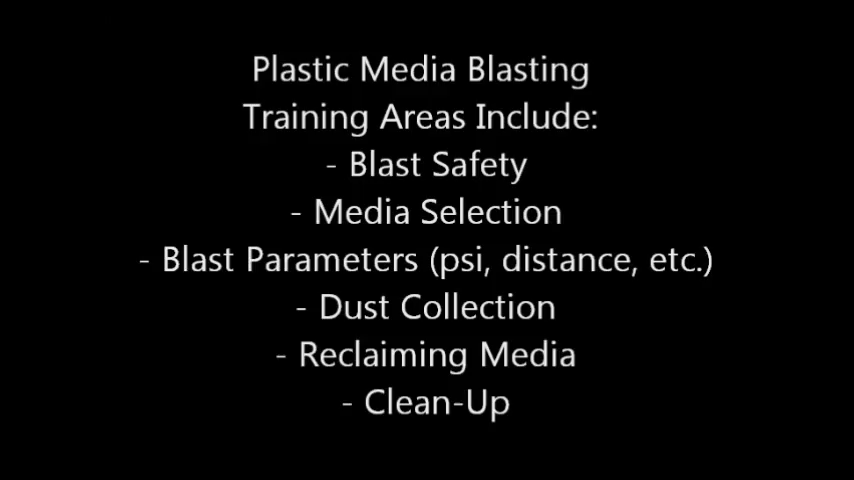 Plastic Media Blasting
Training Areas Include:
- Blast Safety
- Media Selection
- Blast Parameters (psi, distance, etc.)
- Dust Collection
- Reclaiming Media
- Clean-Up